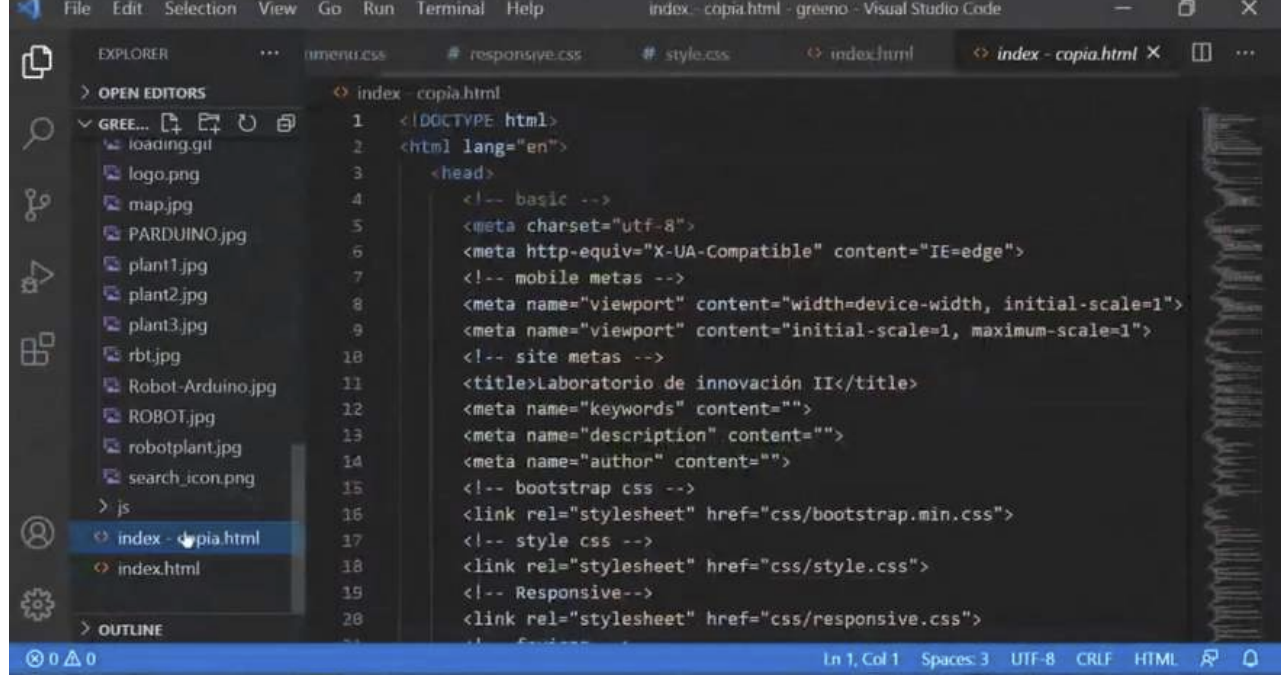 File Edit Selection View Go Run Terminal Help index - copia.html - greeno - Visual Studio Code
EXPLORER
nmenu.css # responsive.css # style.css index.html index - copia.html
OPEN EDITORS
index - copia.html
GREE...
loading.gif
logo.png
map.jpg
PARDUINO.jpg
plant1.jpg
plant2.jpg
plant3.jpg
rbt.jpg
Robot-Arduino.jpg
ROBOT.jpg
robotplant.jpg
search_icon.png
js
index - copia.html
index.html
OUTLINE
1 <!DOCTYPE html>
2 <html lang="en">
3 <head>
4 <!-- basic -->
5 <meta charset="utf-8">
6 <meta http-equiv="X-UA-Compatible" content="IE=edge">
7 <!-- mobile metas -->
8 <meta name="viewport" content="width=device-width, initial-scale=1">
9 <meta name="viewport" content="initial-scale=1, maximum-scale=1">
10 <!-- site metas -->
11 <title>Laboratorio de innovación II</title>
12 <meta name="keywords" content="">
13 <meta name="description" content="">
14 <meta name="author" content="">
15 <!-- bootstrap css -->
16 <link rel="stylesheet" href="css/bootstrap.min.css">
17 <!-- style css -->
18 <link rel="stylesheet" href="css/style.css">
19 <!-- Responsive-->
20 <link rel="stylesheet" href="css/responsive.css">
0 0 Ln 1, Col 1 Spaces: 3 UTF-8 CRLF HTML